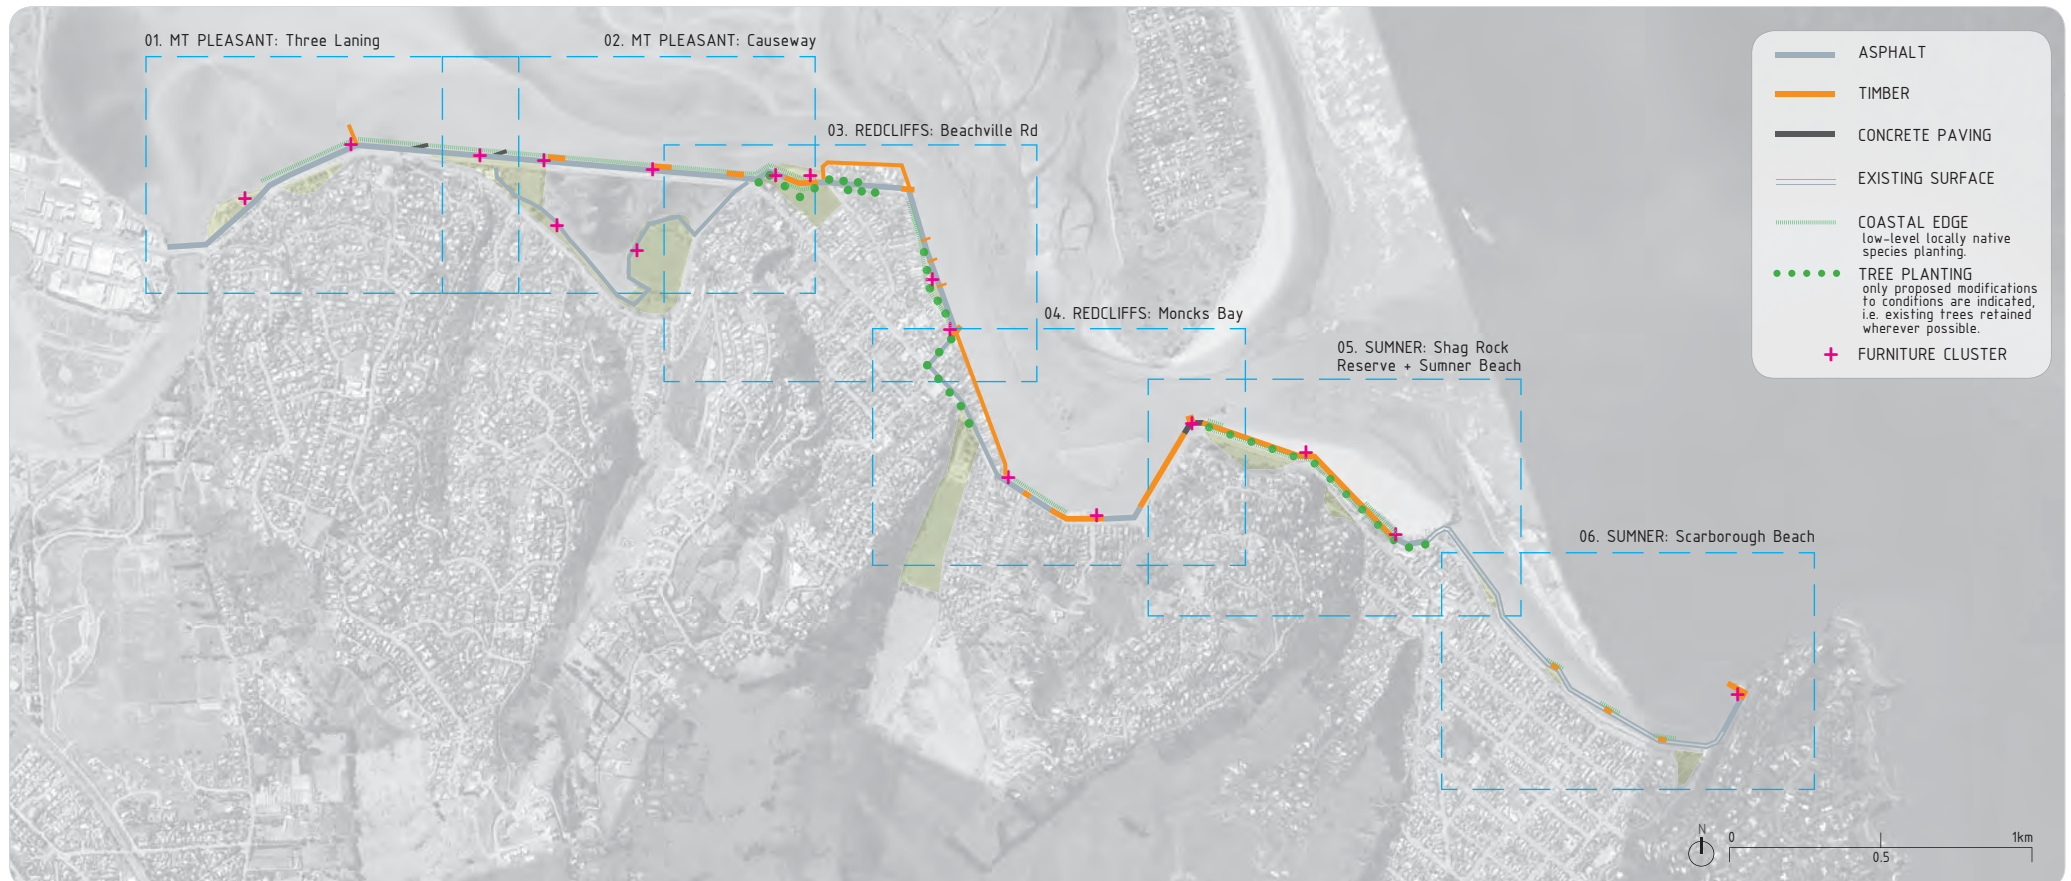 01. MT PLEASANT: Three Laning
02. MT PLEASANT: Causeway
03. REDCLIFFS: Beachville Rd
04. REDCLIFFS: Moncks Bay
05. SUMNER: Shag Rock
Reserve + Sumner Beach
06. SUMNER: Scarborough Beach
ASPHALT
TIMBER
CONCRETE PAVING
EXISTING SURFACE
COASTAL EDGE
low-level locally native
species planting.
TREE PLANTING
only proposed modifications
to conditions are indicated,
i.e. existing trees retained
wherever possible.
FURNITURE CLUSTER
N
0
1km
0.5